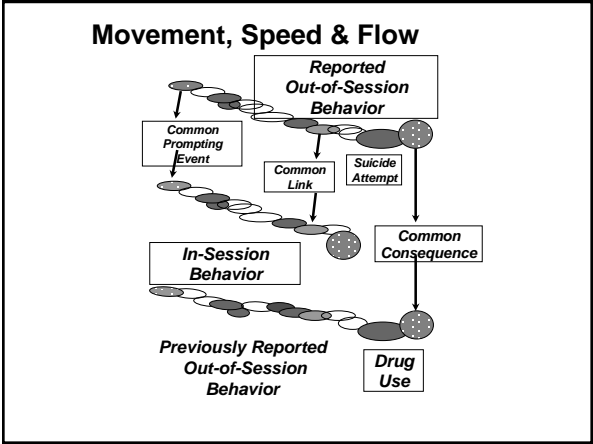 Movement, Speed & Flow
Reported
Out-of-Session
Behavior
Common
Prompting
Event
Common
Link
Suicide
Attempt
Common
Consequence
In-Session
Behavior
Previously Reported
Out-of-Session
Behavior
Drug
Use